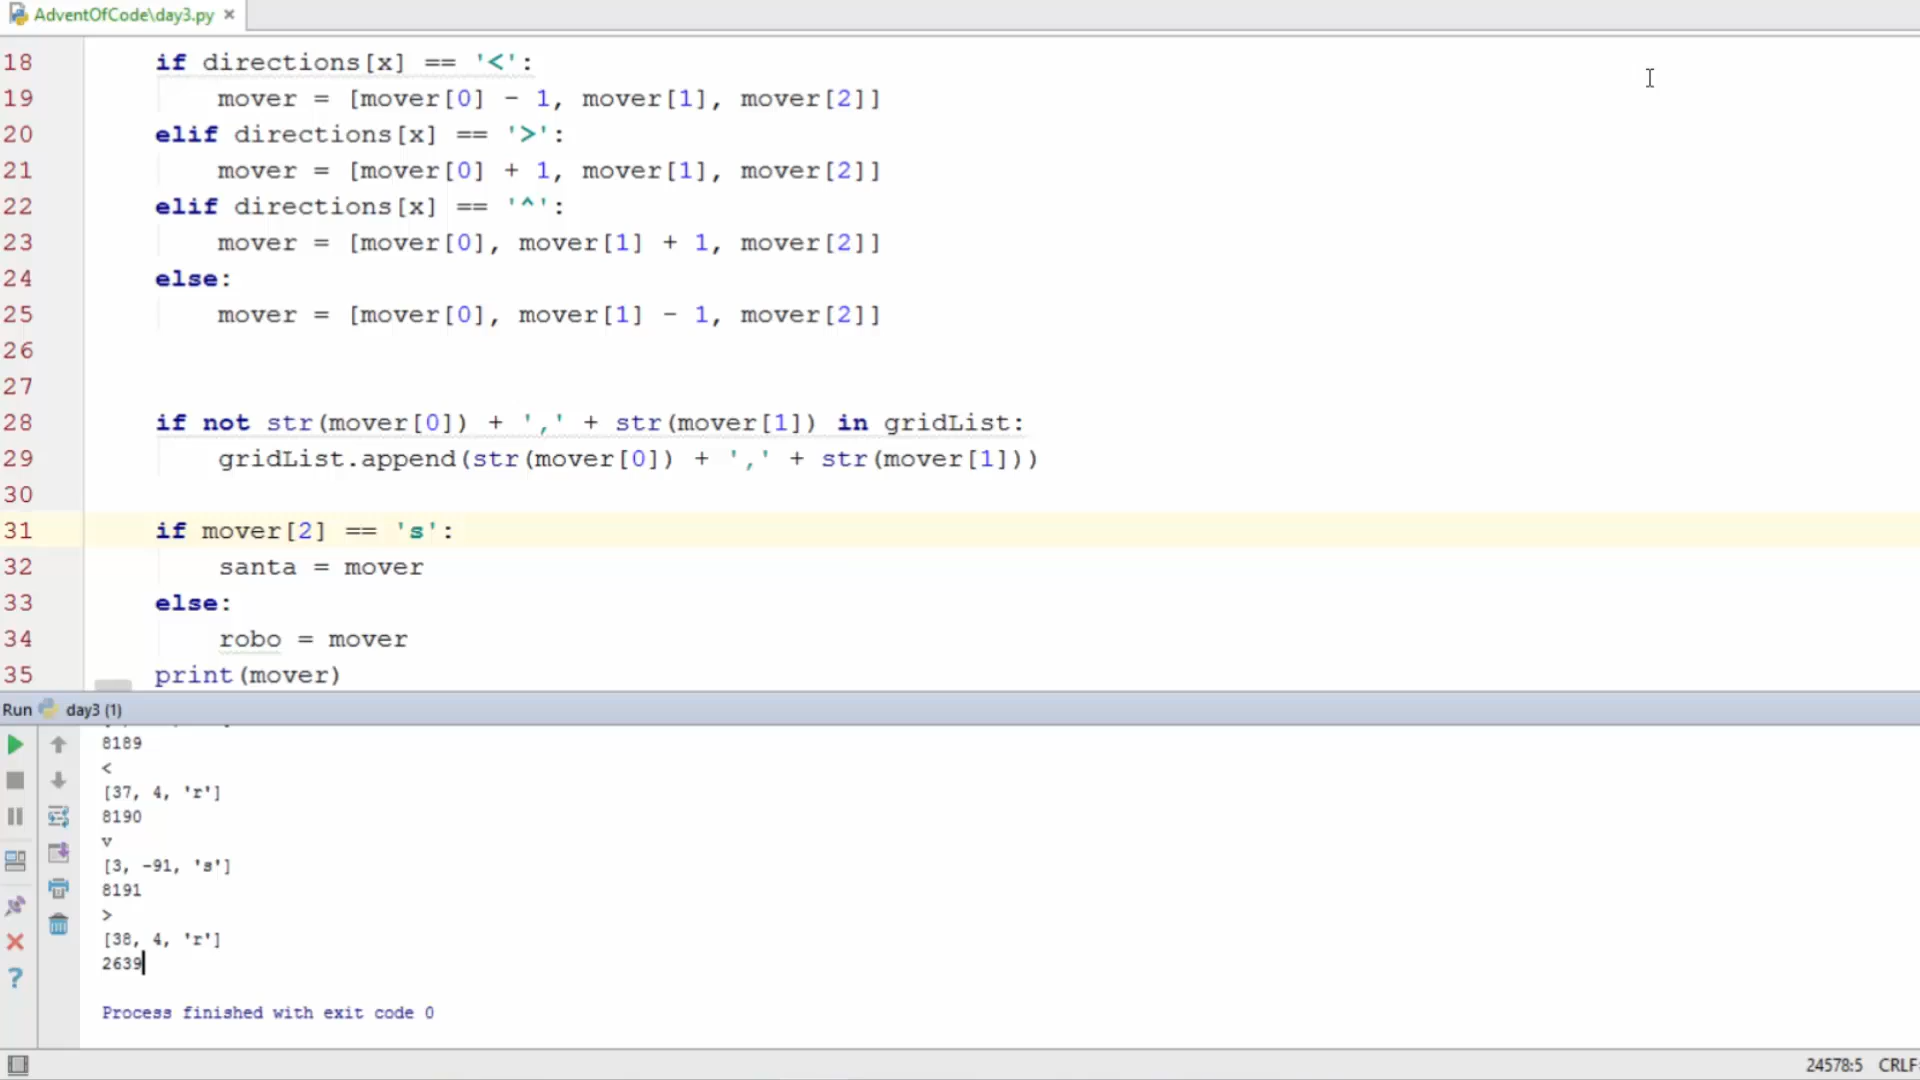 AdventOfCode\day3.py
18 if directions[x] == '<':
19 mover = [mover[0] - 1, mover[1], mover[2]]
20 elif directions[x] == '>':
21 mover = [mover[0] + 1, mover[1], mover[2]]
22 elif directions[x] == '^':
23 mover = [mover[0], mover[1] + 1, mover[2]]
24 else:
25 mover = [mover[0], mover[1] - 1, mover[2]]
26
27
28 if not str(mover[0]) + ',' + str(mover[1]) in gridList:
29 gridList.append(str(mover[0]) + ',' + str(mover[1]))
30
31 if mover[2] == 's':
32 santa = mover
33 else:
34 robo = mover
35 print(mover)
Run day3 (1)
8189
<
[37, 4, 'r']
8190
v
[3, -91, 's']
8191
>
[38, 4, 'r']
2639
Process finished with exit code 0
24578:5 CRLF